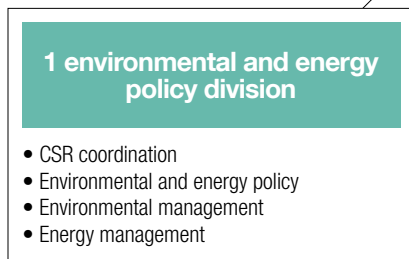 1 environmental and energy
policy division
• CSR coordination
• Environmental and energy policy
• Environmental management
• Energy management